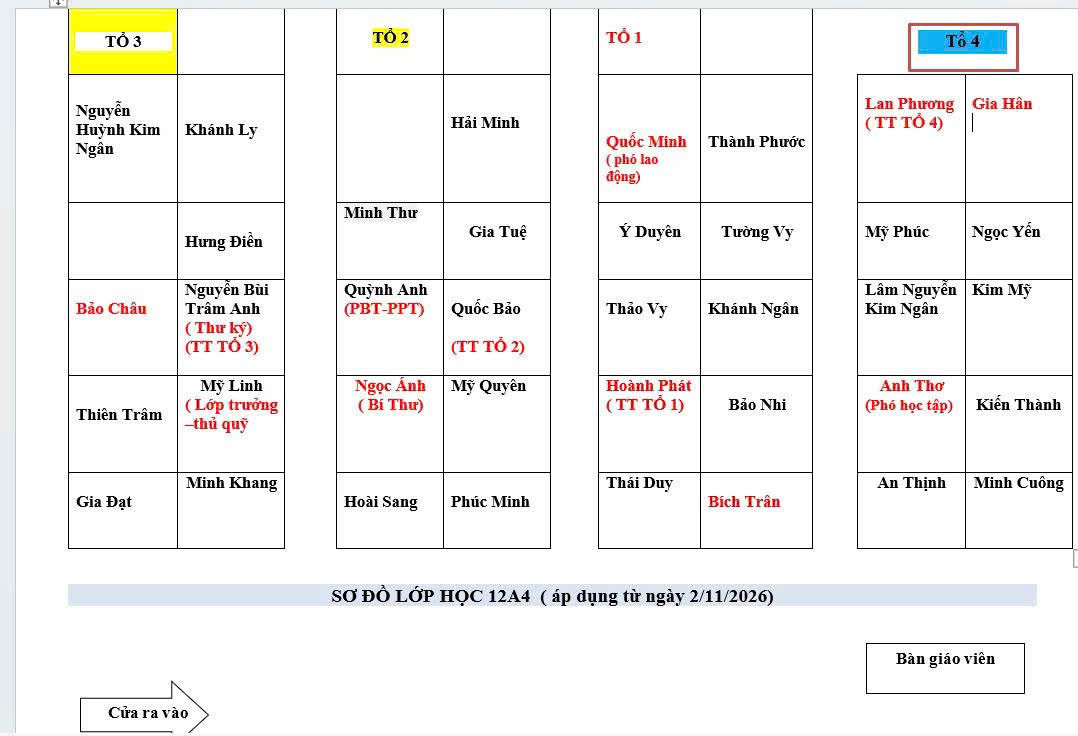 TỔ 3
TỔ 2
TỔ 1
Tổ 4
Nguyễn
Huỳnh Kim
Ngân
Khánh Ly
Hải Minh
Quốc Minh
( phó lao
động)
Thành Phước
Lan Phương
( TT TỔ 4)
Gia Hân
Hưng Điền
Minh Thư
Gia Tuệ
Ý Duyên
Tường Vy
Mỹ Phúc
Ngọc Yến
Bảo Châu
Nguyễn Bùi
Trâm Anh
( Thư ký)
(TT TỔ 3)
Quỳnh Anh
(PBT-PPT)
Quốc Bảo
(TT TỔ 2)
Thảo Vy
Khánh Ngân
Lâm Nguyễn
Kim Ngân
Kim Mỹ
Thiên Trâm
Mỹ Linh
( Lớp trưởng
–thủ quỹ
Ngọc Ánh
( Bí Thư)
Mỹ Quyên
Hoành Phát
( TT TỔ 1)
Bảo Nhi
Anh Thơ
(Phó học tập)
Kiến Thành
Gia Đạt
Minh Khang
Hoài Sang
Phúc Minh
Thái Duy
Bích Trân
An Thịnh
Minh Cuông
SƠ ĐỒ LỚP HỌC 12A4 ( áp dụng từ ngày 2/11/2026)
Bàn giáo viên
Cửa ra vào